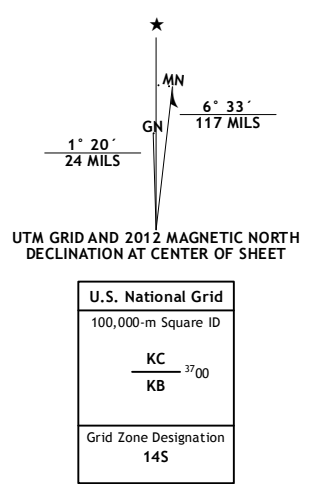 ★
MN
6° 33´
117 MILS
GN
1° 20´
24 MILS
UTM GRID AND 2012 MAGNETIC NORTH
DECLINATION AT CENTER OF SHEET
U.S. National Grid
100,000-m Square ID
KC
3700
KB
Grid Zone Designation
14S